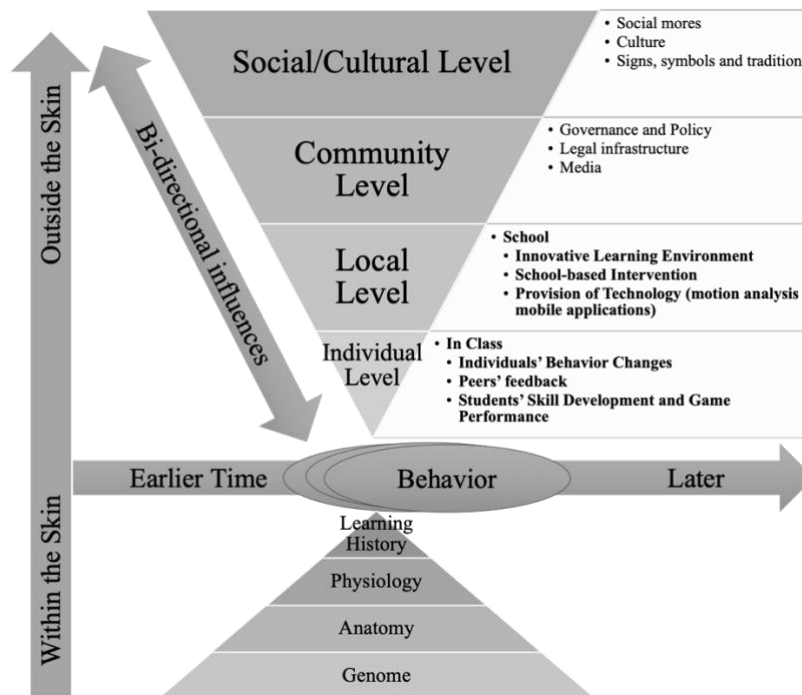 Social/Cultural Level
• Social mores
• Culture
• Signs, symbols and tradition
Community
Level
• Governance and Policy
• Legal infrastructure
• Media
Local
Level
• School
• Innovative Learning Environment
• School-based Intervention
• Provision of Technology (motion analysis
mobile applications)
Individual
Level
• In Class
• Individuals' Behavior Changes
• Peers' feedback
• Students' Skill Development and Game
Performance
Outside the Skin
Bi-directional influences
Within the Skin
Earlier Time
Behavior
Later
Learning
History
Physiology
Anatomy
Genome